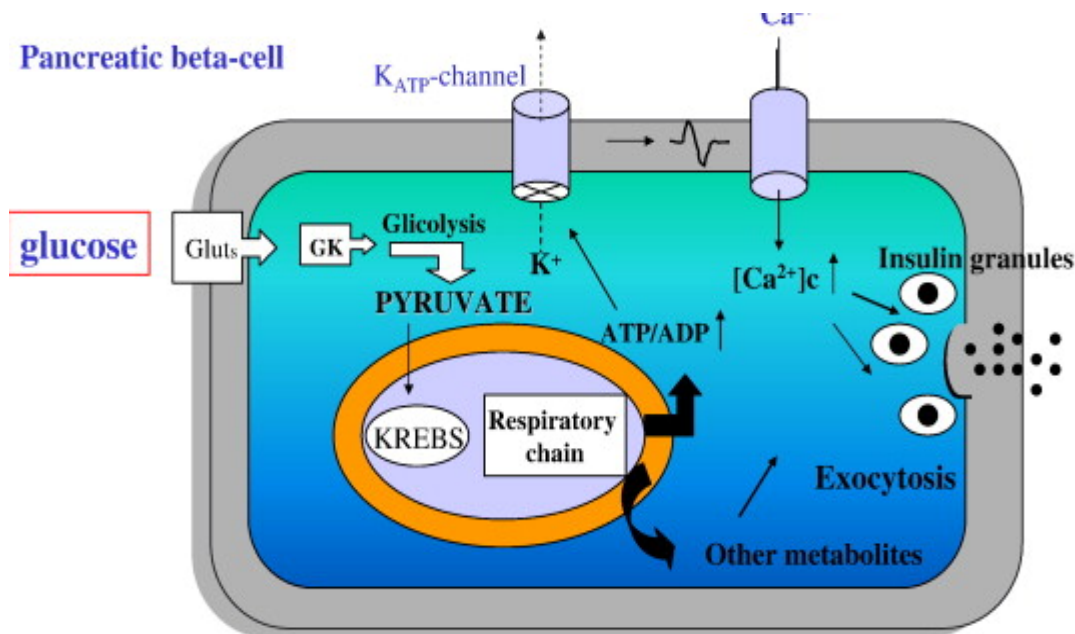 Pancreatic beta-cell
K_ATP-channel
glucose
Gluts
GK
Glicolysis
PYRUVATE
K⁺
KREBS
Respiratory
chain
ATP/ADP
[Ca²⁺]c
Insulin granules
Exocytosis
Other metabolites